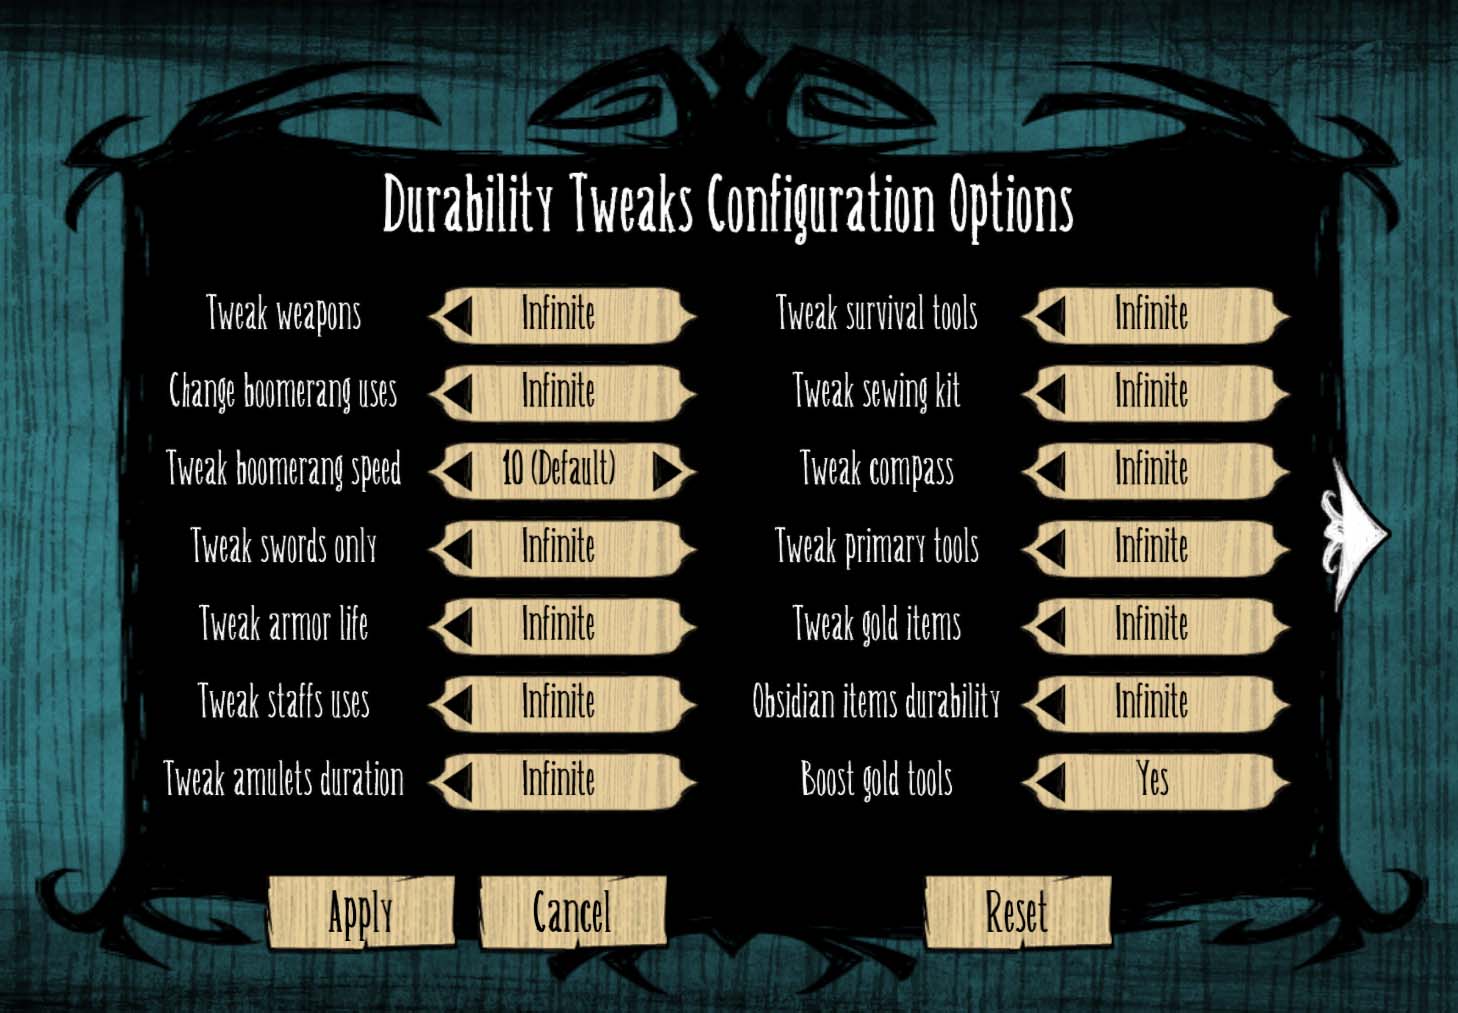 Durability Tweaks Configuration Options
Tweak weapons Infinite
Change boomerang uses Infinite
Tweak boomerang speed 10 (Default)
Tweak swords only Infinite
Tweak armor life Infinite
Tweak staffs uses Infinite
Tweak amulets duration Infinite
Tweak survival tools Infinite
Tweak sewing kit Infinite
Tweak compass Infinite
Tweak primary tools Infinite
Tweak gold items Infinite
Obsidian items durability Infinite
Boost gold tools Yes
Apply Cancel Reset